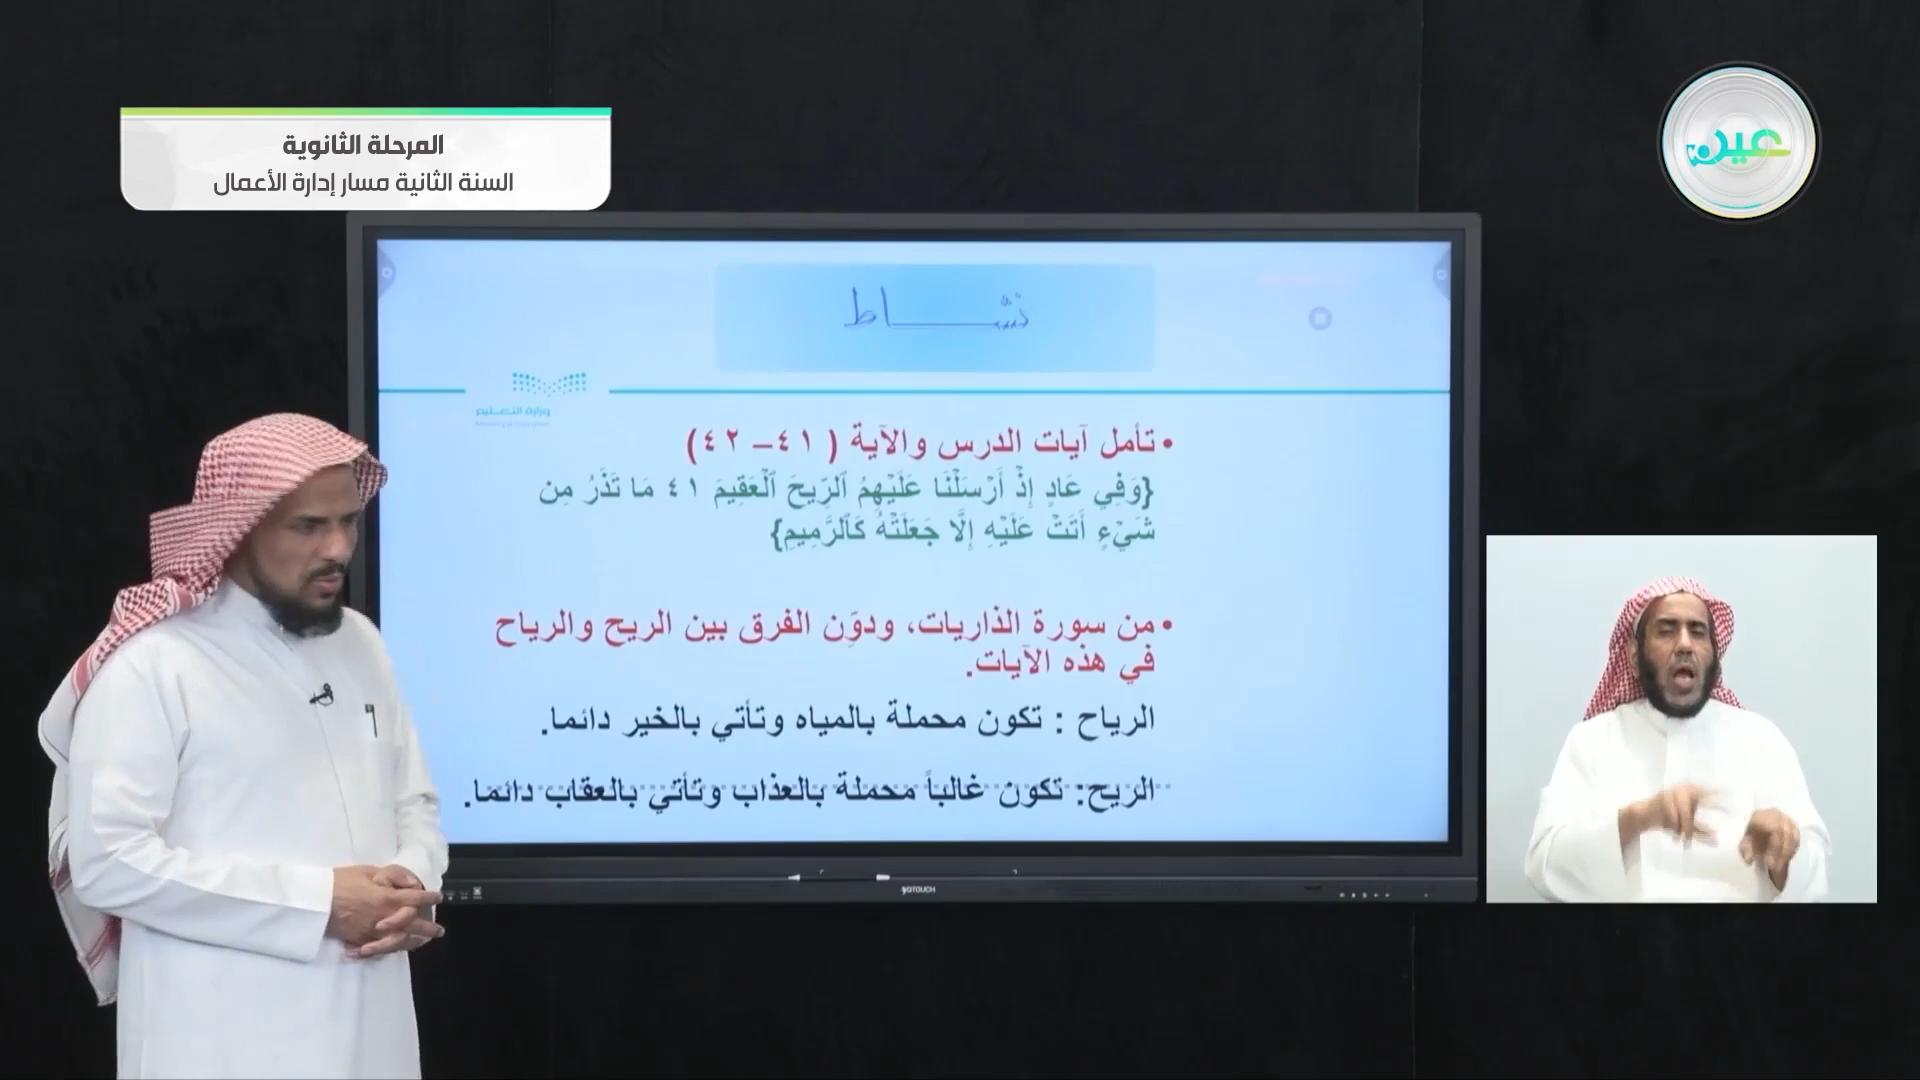 المرحلة الثانوية
السنة الثانية مسار إدارة الأعمال
عين
نشـــــــاط
وزارة التعـليم
• تأمل آيات الدرس والآية ( ٤١– ٤٢)
{وَفِي عَادٍ إِذْ أَرْسَلْنَا عَلَيْهِمُ ٱلرِّيحَ ٱلْعَقِيمَ ٤١ مَا تَذَرُ مِن
شَيْءٍ أَتَتْ عَلَيْهِ إِلَّا جَعَلَتْهُ كَٱلرَّمِيمِ}
• من سورة الذاريات، ودوَّن الفرق بين الريح والرياح
في هذه الآيات.
الرياح : تكون محملة بالمياه وتأتي بالخير دائما.
الريح: تكون غالباً محملة بالعذاب وتأتي بالعقاب دائما.